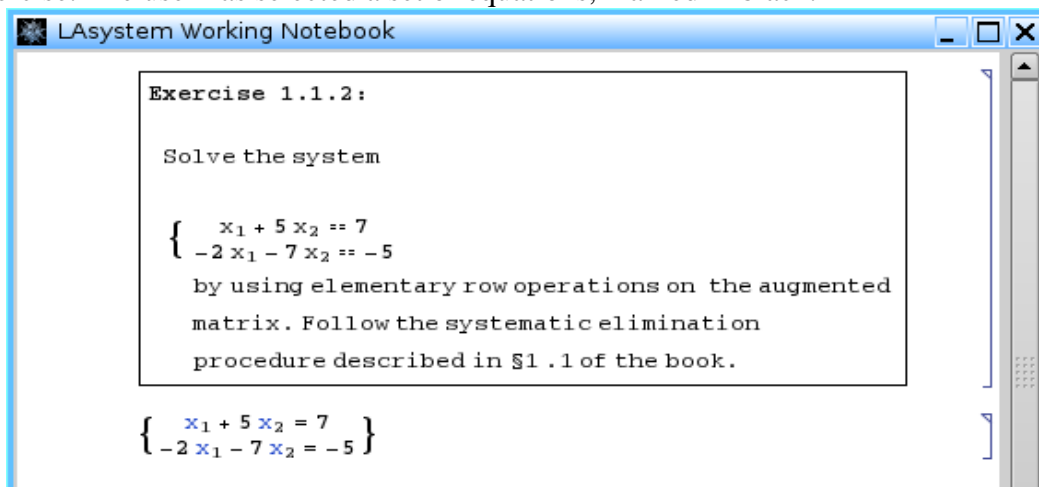 LAsystem Working Notebook
Exercise 1.1.2:
Solve the system
{ x₁ + 5 x₂ == 7
-2 x₁ - 7 x₂ == -5
by using elementary row operations on the augmented
matrix. Follow the systematic elimination
procedure described in §1.1 of the book.
{ x₁ + 5 x₂ = 7 }
-2 x₁ - 7 x₂ = -5